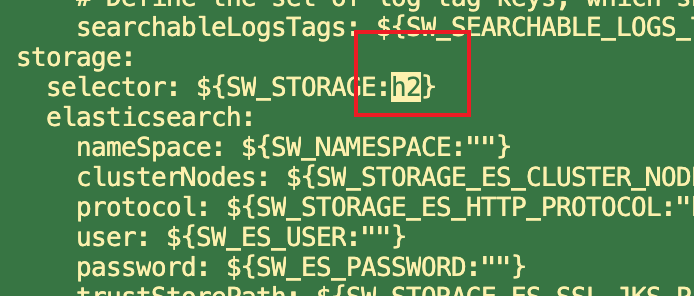 # Define the set of log tag keys, which s
searchableLogsTags: ${SW_SEARCHABLE_LOGS_
storage:
selector: ${SW_STORAGE:h2}
elasticsearch:
nameSpace: ${SW_NAMESPACE:""}
clusterNodes: ${SW_STORAGE_ES_CLUSTER_NOD
protocol: ${SW_STORAGE_ES_HTTP_PROTOCOL:"
user: ${SW_ES_USER:""}
password: ${SW_ES_PASSWORD:""}
trustStorePath: ${SW_STORAGE_ES_SSL_JKS_P